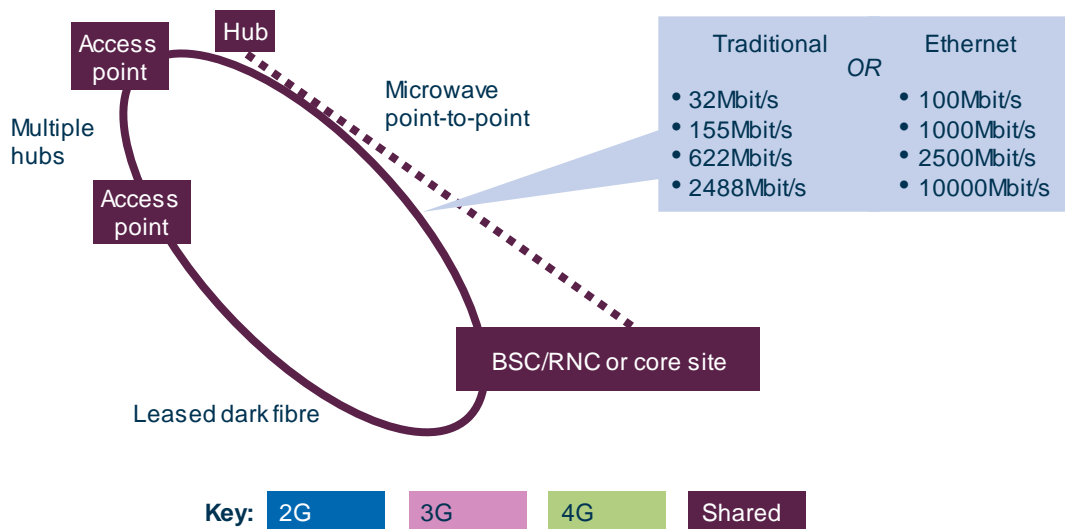 Hub
Access
point
Multiple
hubs
Access
point
Microwave
point-to-point
Traditional
Ethernet
OR
• 32Mbit/s
• 155Mbit/s
• 622Mbit/s
• 2488Mbit/s
• 100Mbit/s
• 1000Mbit/s
• 2500Mbit/s
• 10000Mbit/s
BSC/RNC or core site
Leased dark fibre
Key:
2G
3G
4G
Shared